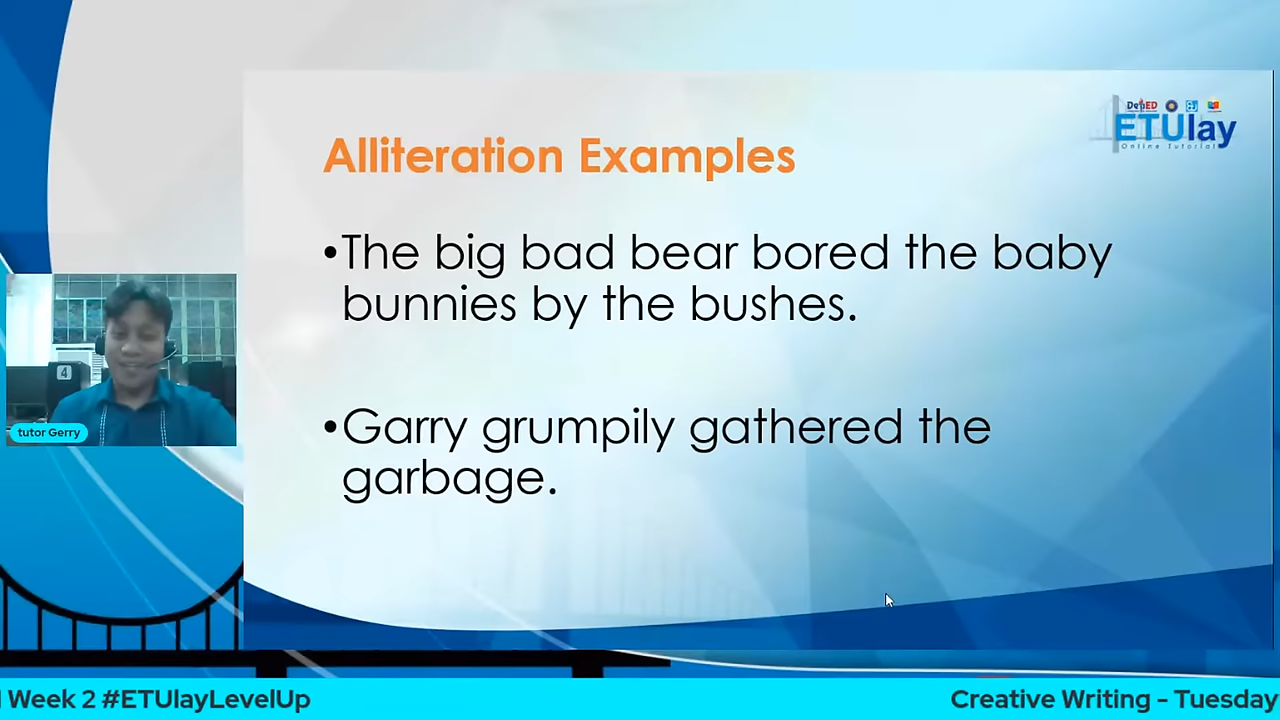 DepED
ETUlay
Online Tutorial
Alliteration Examples
•The big bad bear bored the baby
bunnies by the bushes.
•Garry grumpily gathered the
garbage.
4
tutor Gerry
Week 2 #ETUlayLevelUp
Creative Writing - Tuesday